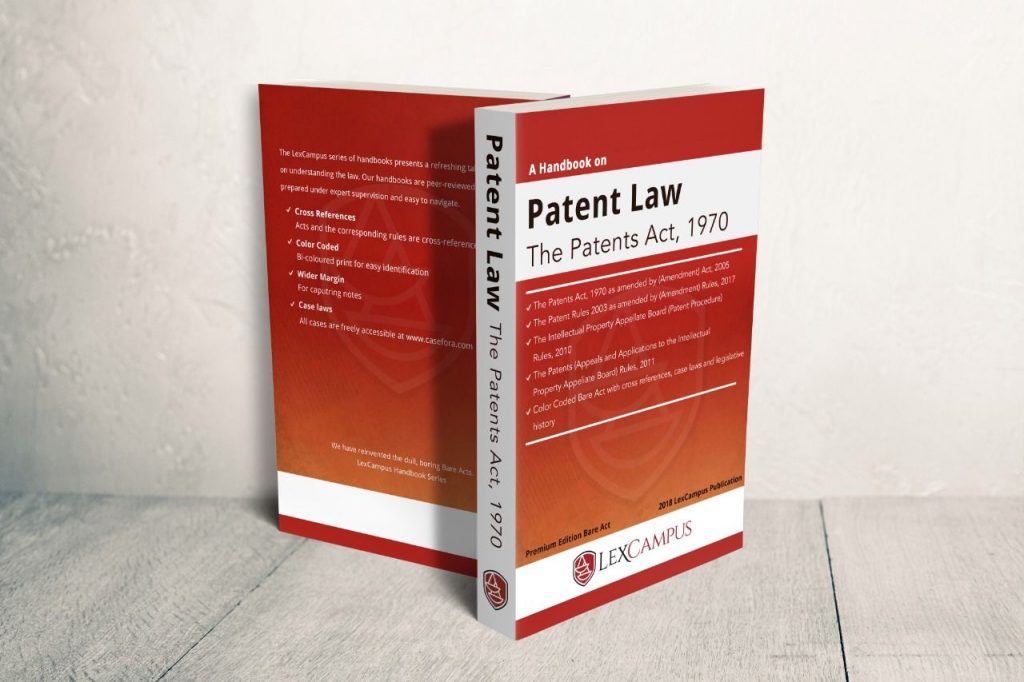 The LexCampus series of handbooks presents a refreshing
on understanding the law. Our handbooks are peer-reviewed
prepared under expert supervision and easy to navigate.
✓ Cross References
Acts and the corresponding rules are
✓ Color Coded
Bi-coloured print for easy identification
✓ Wider Margin
For caputring notes
✓ Case laws
All cases are freely accessible at www.casefora.com
We have reinvented the dull, boring Bare Acts.
LexCampus Handbook Series
Patent Law The Patents Act, 1970
A Handbook on
Patent Law
The Patents Act, 1970
✓ The Patents Act, 1970 as amended by (Amendment) Act, 2005
✓ The Patent Rules 2003 as amended by (Amendment) Rules, 2017
✓ The Intellectual Property Appellate Board (Patent Procedure)
Rules, 2010
✓ The Patents (Appeals and Applications to the Intellectual
Property Appellate Board) Rules, 2011
✓ Color Coded Bare Act with cross references, case laws and legislative
history
2018 LexCampus Publication
Premium Edition Bare Act
LEXCAMPUS